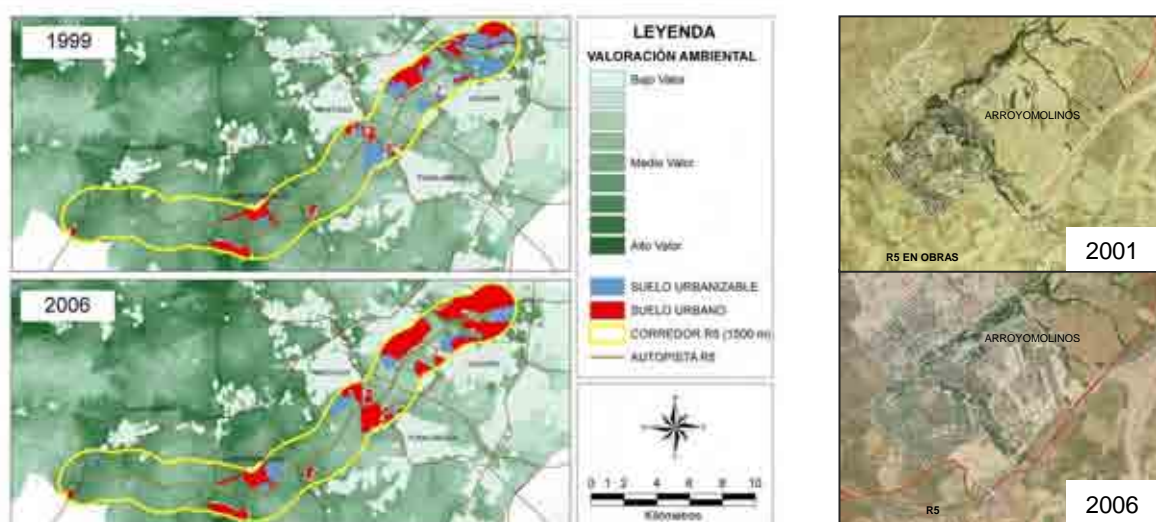 1999
2006
LEYENDA
VALORACIÓN AMBIENTAL
Bajo Valor
Medio Valor
Alto Valor
SUELO URBANIZABLE
SUELO URBANO
CORREDOR R5 (1500 m)
AUTOPISTA R5
0 1 2 4 6 8 10
Kilómetros
ARROYOMOLINOS
R5 EN OBRAS
2001
ARROYOMOLINOS
R5
2006